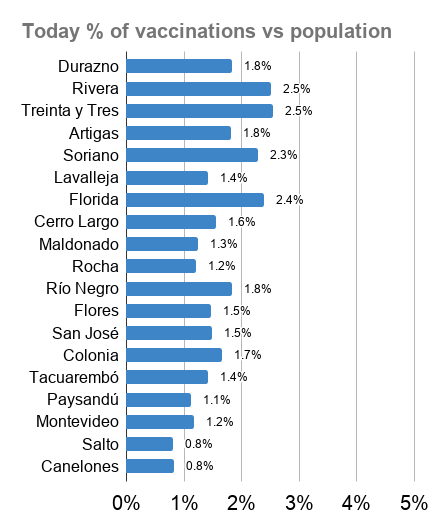 Today % of vaccinations vs population
Durazno 1.8%
Rivera 2.5%
Treinta y Tres 2.5%
Artigas 1.8%
Soriano 2.3%
Lavalleja 1.4%
Florida 2.4%
Cerro Largo 1.6%
Maldonado 1.3%
Rocha 1.2%
Río Negro 1.8%
Flores 1.5%
San José 1.5%
Colonia 1.7%
Tacuarembó 1.4%
Paysandú 1.1%
Montevideo 1.2%
Salto 0.8%
Canelones 0.8%
0% 1% 2% 3% 4% 5%